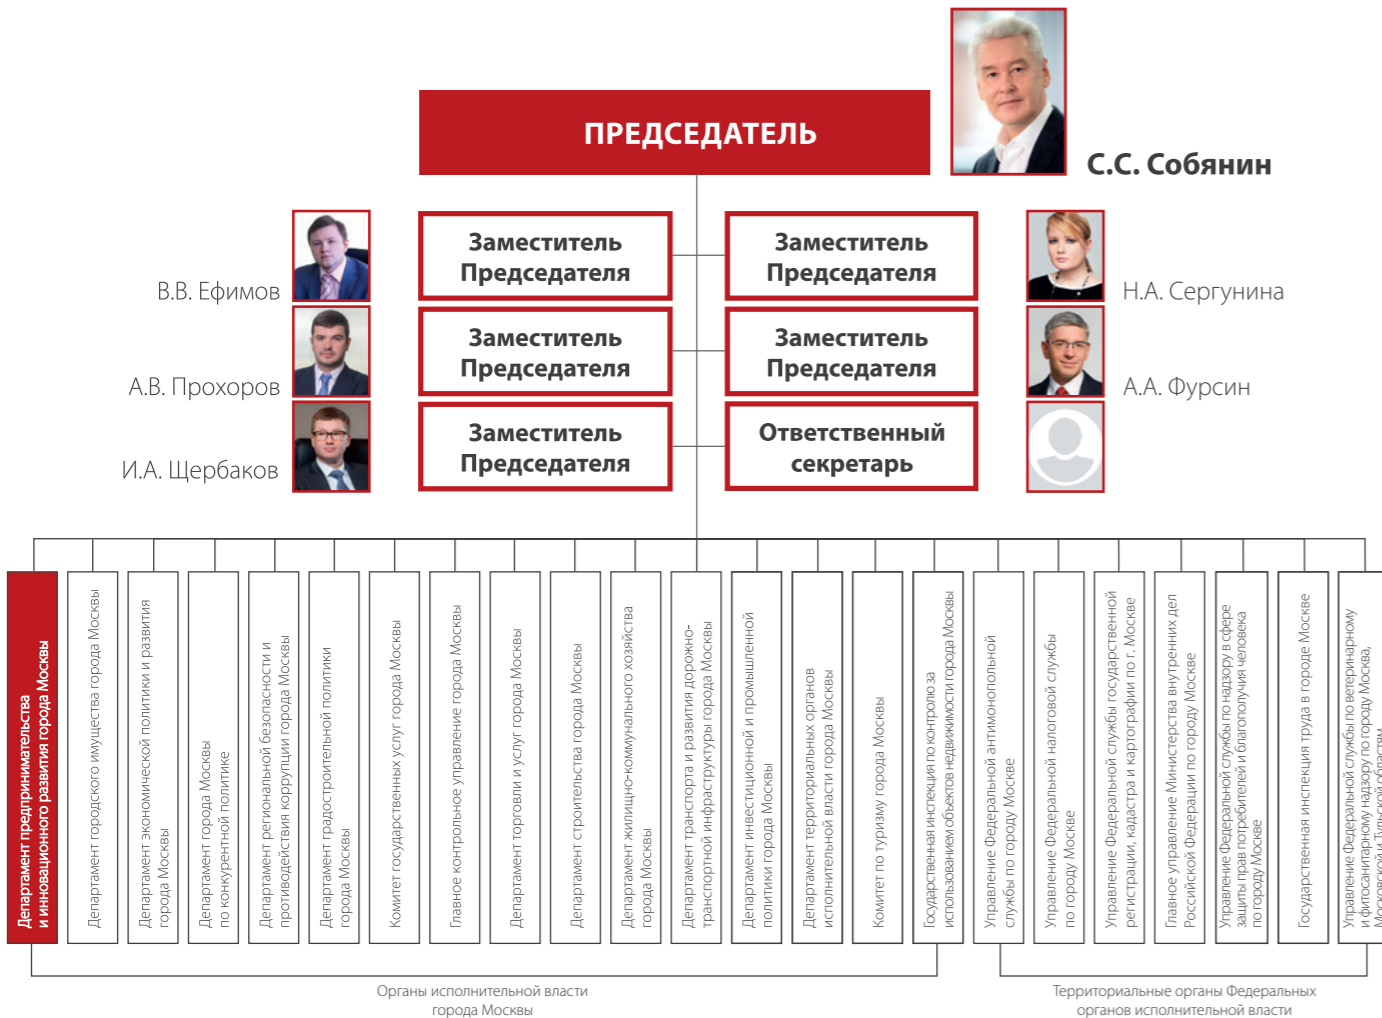 ПРЕДСЕДАТЕЛЬ
С.С. Собянин
В.В. Ефимов
Заместитель
Председателя
Заместитель
Председателя
Н.А. Сергунина
А.В. Прохоров
Заместитель
Председателя
Заместитель
Председателя
А.А. Фурсин
И.А. Щербаков
Заместитель
Председателя
Ответственный
секретарь
Департамент предпринимательства
и инновационного развития города Москвы
Департамент городского имущества города Москвы
Департамент экономической политики и развития
города Москвы
Департамент города Москвы
по конкурентной политике
Департамент региональной безопасности и
противодействия коррупции города Москвы
Департамент градостроительной политики
города Москвы
Комитет государственных услуг города Москвы
Главное контрольное управление города Москвы
Департамент торговли и услуг города Москвы
Департамент строительства города Москвы
Департамент жилищно-коммунального хозяйства
города Москвы
Департамент транспорта и развития дорожно-
транспортной инфраструктуры города Москвы
Департамент инвестиционной и промышленной
политики города Москвы
Департамент территориальных органов
исполнительной власти города Москвы
Комитет по туризму города Москвы
Государственная инспекция по контролю за
использованием объектов недвижимости города Москвы
Управление Федеральной антимонопольной
службы по городу Москве
Управление Федеральной налоговой службы
по городу Москве
Управление Федеральной службы государственной
регистрации, кадастра и картографии по г. Москве
Главное управление Министерства внутренних дел
Российской Федерации по городу Москве
Управление Федеральной службы по надзору в сфере
защиты прав потребителей и благополучия человека
по городу Москве
Государственная инспекция труда в городе Москве
Управление Федеральной службы по ветеринарному
и фитосанитарному надзору по городу Москва,
Московской и Тульской областям
Органы исполнительной власти
города Москвы
Территориальные органы Федеральных
органов исполнительной власти